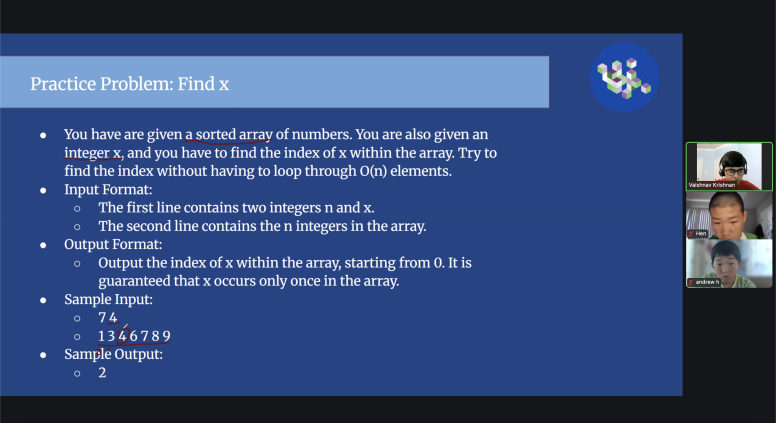 Practice Problem: Find x
● You have are given a sorted array of numbers. You are also given an
integer x, and you have to find the index of x within the array. Try to
find the index without having to loop through O(n) elements.
● Input Format:
○ The first line contains two integers n and x.
○ The second line contains the n integers in the array.
● Output Format:
○ Output the index of x within the array, starting from 0. It is
guaranteed that x occurs only once in the array.
● Sample Input:
○ 7 4
○ 1 3 4 6 7 8 9
● Sample Output:
○ 2
Vaishnav Krishnan
Hen
andrew h